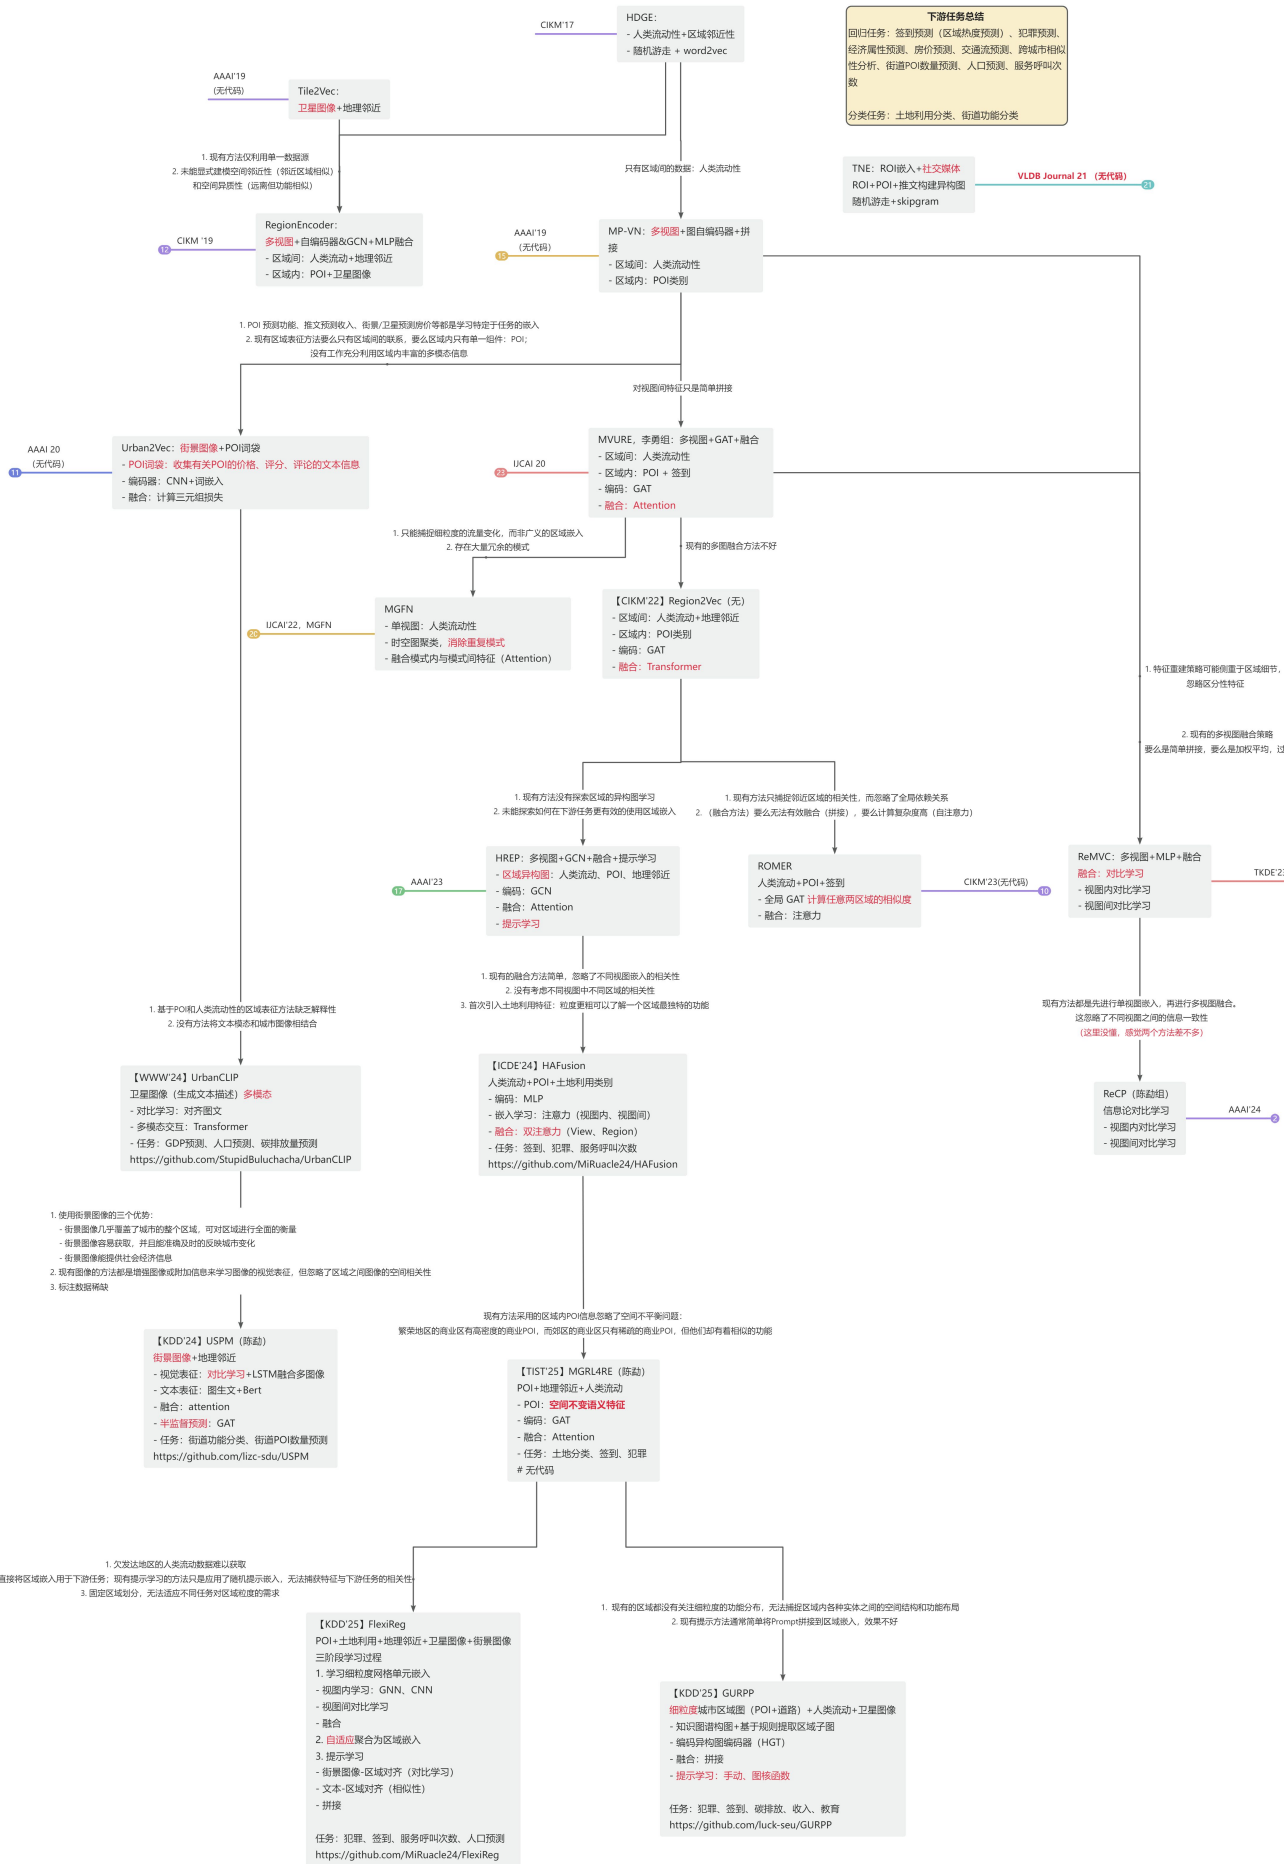 CIKM'17
HDGE：
- 人类流动性+区域邻近性
- 随机游走 + word2vec
下游任务总结
回归任务：签到预测（区域热度预测）、犯罪预测、
经济属性预测、房价预测、交通流预测、跨城市相似
性分析、街道POI数量预测、人口预测、服务呼叫次
数
分类任务：土地利用分类、街道功能分类
AAAI'19
(无代码)
Tile2Vec：
卫星图像+地理邻近
1. 现有方法仅利用单一数据源
2. 未能显式建模空间邻近性（邻近区域相似）
和空间异质性（远离但功能相似）
只有区域间的数据：人类流动性
TNE：ROI嵌入+社交媒体
ROI+POI+推文构建异构图
随机游走+skipgram
VLDB Journal 21 （无代码）
21
12
CIKM '19
RegionEncoder：
多视图+自编码器&GCN+MLP融合
- 区域间：人类流动+地理邻近
- 区域内：POI+卫星图像
15
AAAI'19
（无代码）
MP-VN：多视图+图自编码器+拼
接
- 区域间：人类流动性
- 区域内：POI类别
1. POI 预测功能、推文预测收入、街景/卫星预测房价等都是学习特定于任务的嵌入
2. 现有区域表征方法要么只有区域间的联系，要么区域内只有单一组件：POI；
没有工作充分利用区域内丰富的多模态信息
对视图间特征只是简单拼接
11
AAAI 20
（无代码）
Urban2Vec：街景图像+POI词袋
- POI词袋：收集有关POI的价格、评分、评论的文本信息
- 编码器：CNN+词嵌入
- 融合：计算三元组损失
23
IJCAI 20
MVURE，李勇组：多视图+GAT+融合
- 区域间：人类流动性
- 区域内：POI + 签到
- 编码：GAT
- 融合：Attention
1. 只能捕捉细粒度的流量变化，而非广义的区域嵌入
2. 存在大量冗余的模式
现有的多图融合方法不好
20
IJCAI'22，MGFN
MGFN
- 单视图：人类流动性
- 时空图聚类，消除重复模式
- 融合模式内与模式间特征（Attention）
【CIKM'22】Region2Vec（无）
- 区域间：人类流动+地理邻近
- 区域内：POI类别
- 编码：GAT
- 融合：Transformer
1. 特征重建策略可能侧重于区域细节，
忽略区分性特征
2. 现有的多视图融合策略
要么是简单拼接，要么是加权平均，过
1. 现有方法没有探索区域的异构图学习
2. 未能探索如何在下游任务更有效的使用区域嵌入
1. 现有方法只捕捉邻近区域的相关性，而忽略了全局依赖关系
2. （融合方法）要么无法有效融合（拼接），要么计算复杂度高（自注意力）
17
AAAI'23
HREP：多视图+GCN+融合+提示学习
- 区域异构图：人类流动、POI、地理邻近
- 编码：GCN
- 融合：Attention
- 提示学习
ROMER
人类流动+POI+签到
- 全局 GAT 计算任意两区域的相似度
- 融合：注意力
CIKM'23(无代码)
10
ReMVC：多视图+MLP+融合
融合：对比学习
- 视图内对比学习
- 视图间对比学习
TKDE'23
1. 现有的融合方法简单，忽略了不同视图嵌入的相关性
2. 没有考虑不同视图中不同区域的相关性
3. 首次引入土地利用特征：粒度更粗可以了解一个区域最独特的功能
现有方法都是先进行单视图嵌入，再进行多视图融合。
这忽略了不同视图之间的信息一致性
（这里没懂，感觉两个方法差不多）
1. 基于POI和人类流动性的区域表征方法缺乏解释性
2. 没有方法将文本模态和城市图像相结合
【WWW'24】UrbanCLIP
卫星图像（生成文本描述）多模态
- 对比学习：对齐图文
- 多模态交互：Transformer
- 任务：GDP预测、人口预测、碳排放量预测
https://github.com/StupidBuluchacha/UrbanCLIP
【ICDE'24】HAFusion
人类流动+POI+土地利用类别
- 编码：MLP
- 嵌入学习：注意力（视图内、视图间）
- 融合：双注意力（View、Region）
- 任务：签到、犯罪、服务呼叫次数
https://github.com/MiRuacle24/HAFusion
ReCP（陈勐组）
信息论对比学习
- 视图内对比学习
- 视图间对比学习
AAAI'24
2
1. 使用街景图像的三个优势：
- 街景图像几乎覆盖了城市的整个区域，可对区域进行全面的衡量
- 街景图像容易获取，并且能准确及时的反映城市变化
- 街景图像能提供社会经济信息
2. 现有图像的方法都是增强图像或附加信息来学习图像的视觉表征，但忽略了区域之间图像的空间相关性
3. 标注数据稀缺
现有方法采用的区域内POI信息忽略了空间不平衡问题：
繁荣地区的商业区有高密度的商业POI，而郊区的商业区只有稀疏的商业POI，但他们却有着相似的功能
【KDD'24】USPM（陈勐）
街景图像+地理邻近
- 视觉表征：对比学习+LSTM融合多图像
- 文本表征：图生文+Bert
- 融合：attention
- 半监督预测：GAT
- 任务：街道功能分类、街道POI数量预测
https://github.com/lizc-sdu/USPM
【TIST'25】MGRL4RE（陈勐）
POI+地理邻近+人类流动
- POI：空间不变语义特征
- 编码：GAT
- 融合：Attention
- 任务：土地分类、签到、犯罪
# 无代码
1. 欠发达地区的人类流动数据难以获取
直接将区域嵌入用于下游任务；现有提示学习的方法只是应用了随机提示嵌入，无法捕获特征与下游任务的相关性
3. 固定区域划分，无法适应不同任务对区域粒度的需求
1. 现有的区域都没有关注细粒度的功能分布，无法捕捉区域内各种实体之间的空间结构和功能布局
2. 现有提示方法通常简单将Prompt拼接到区域嵌入，效果不好
【KDD'25】FlexiReg
POI+土地利用+地理邻近+卫星图像+街景图像
三阶段学习过程
1. 学习细粒度网格单元嵌入
- 视图内学习：GNN、CNN
- 视图间对比学习
- 融合
2. 自适应聚合为区域嵌入
3. 提示学习
- 街景图像-区域对齐（对比学习）
- 文本-区域对齐（相似性）
- 拼接
任务：犯罪、签到、服务呼叫次数、人口预测
https://github.com/MiRuacle24/FlexiReg
【KDD'25】GURPP
细粒度城市区域图（POI+道路）+人类流动+卫星图像
- 知识图谱构图+基于规则提取区域子图
- 编码异构图编码器（HGT）
- 融合：拼接
- 提示学习：手动、图核函数
任务：犯罪、签到、碳排放、收入、教育
https://github.com/luck-seu/GURPP